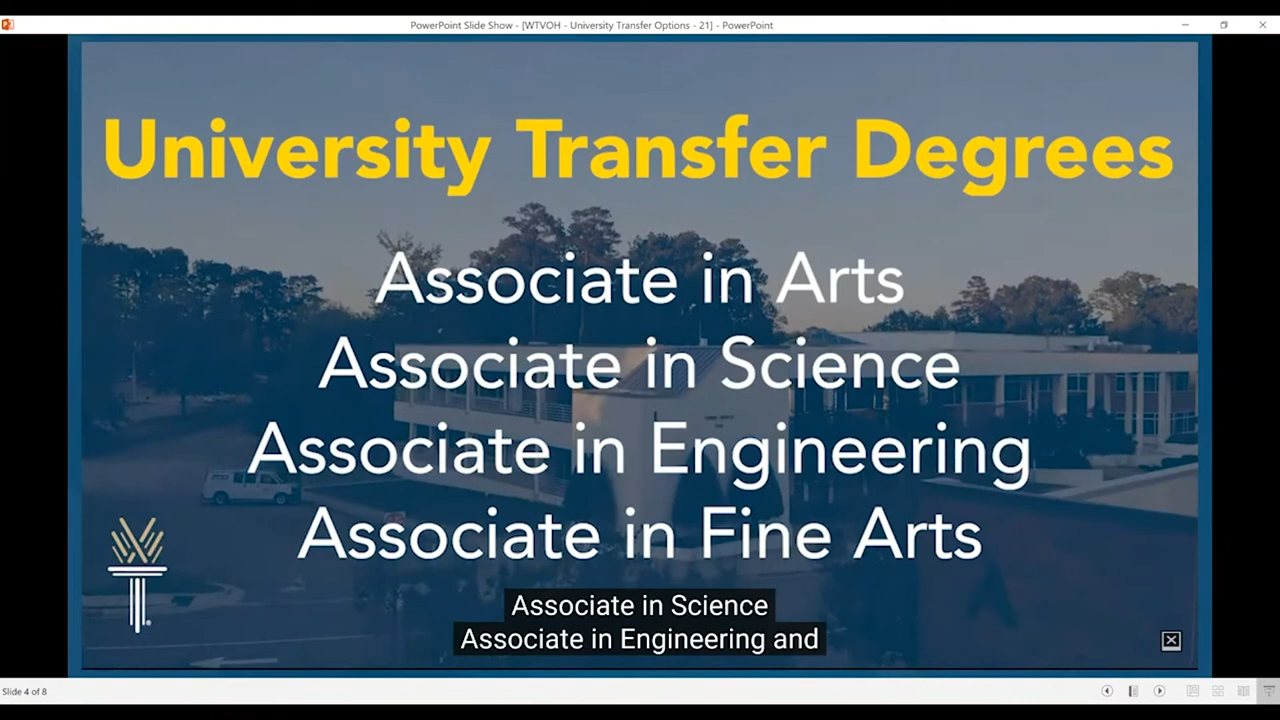 PowerPoint Slide Show - [WTVOH - University Transfer Options - 21] - PowerPoint
University Transfer Degrees
Associate in Arts
Associate in Science
Associate in Engineering
Associate in Fine Arts
Associate in Science
Associate in Engineering and
Slide 4 of 8